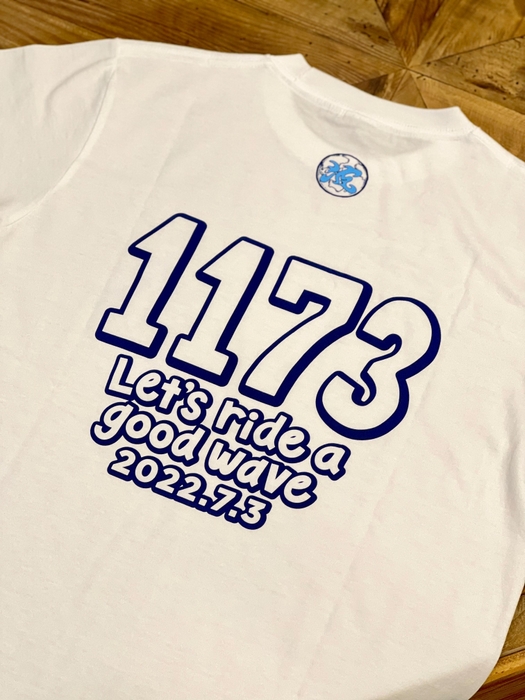 1173
Let's ride a
good wave
2022.7.3